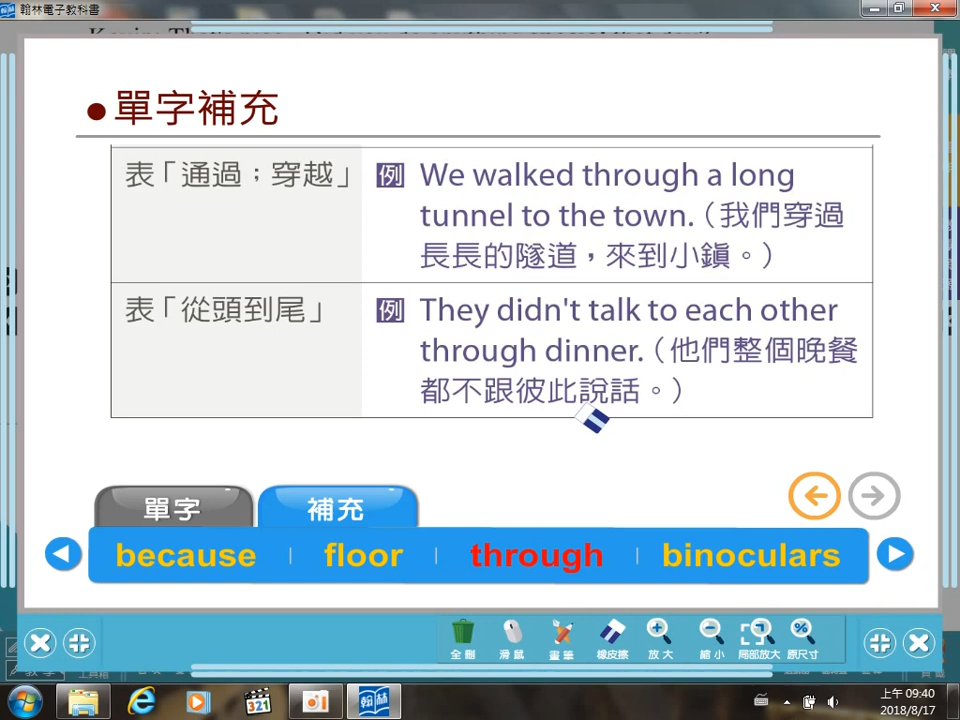 翰林電子教科書
●單字補充
表「通過；穿越」
例 We walked through a long
tunnel to the town.（我們穿過
長長的隧道，來到小鎮。）
表「從頭到尾」
例 They didn't talk to each other
through dinner.（他們整個晚餐
都不跟彼此說話。）
單字 補充
because floor through binoculars
全刪 滑鼠 畫筆 橡皮擦 放大 縮小 局部放大 原尺寸
321
翰林
上午 09:40
2018/8/17